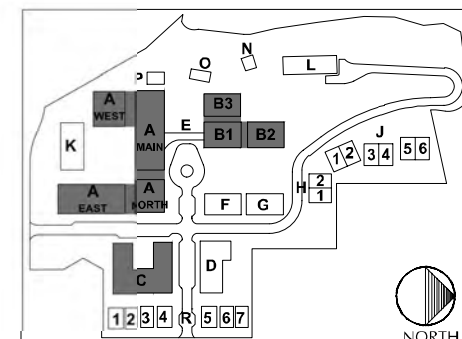 N
O
P
L
A
WEST
B3
A
MAIN
E
B1
B2
K
J
1 2
3 4
5 6
H
2
1
A
EAST
A
NORTH
F
G
C
D
1 2 3 4
R
5 6 7
NORTH